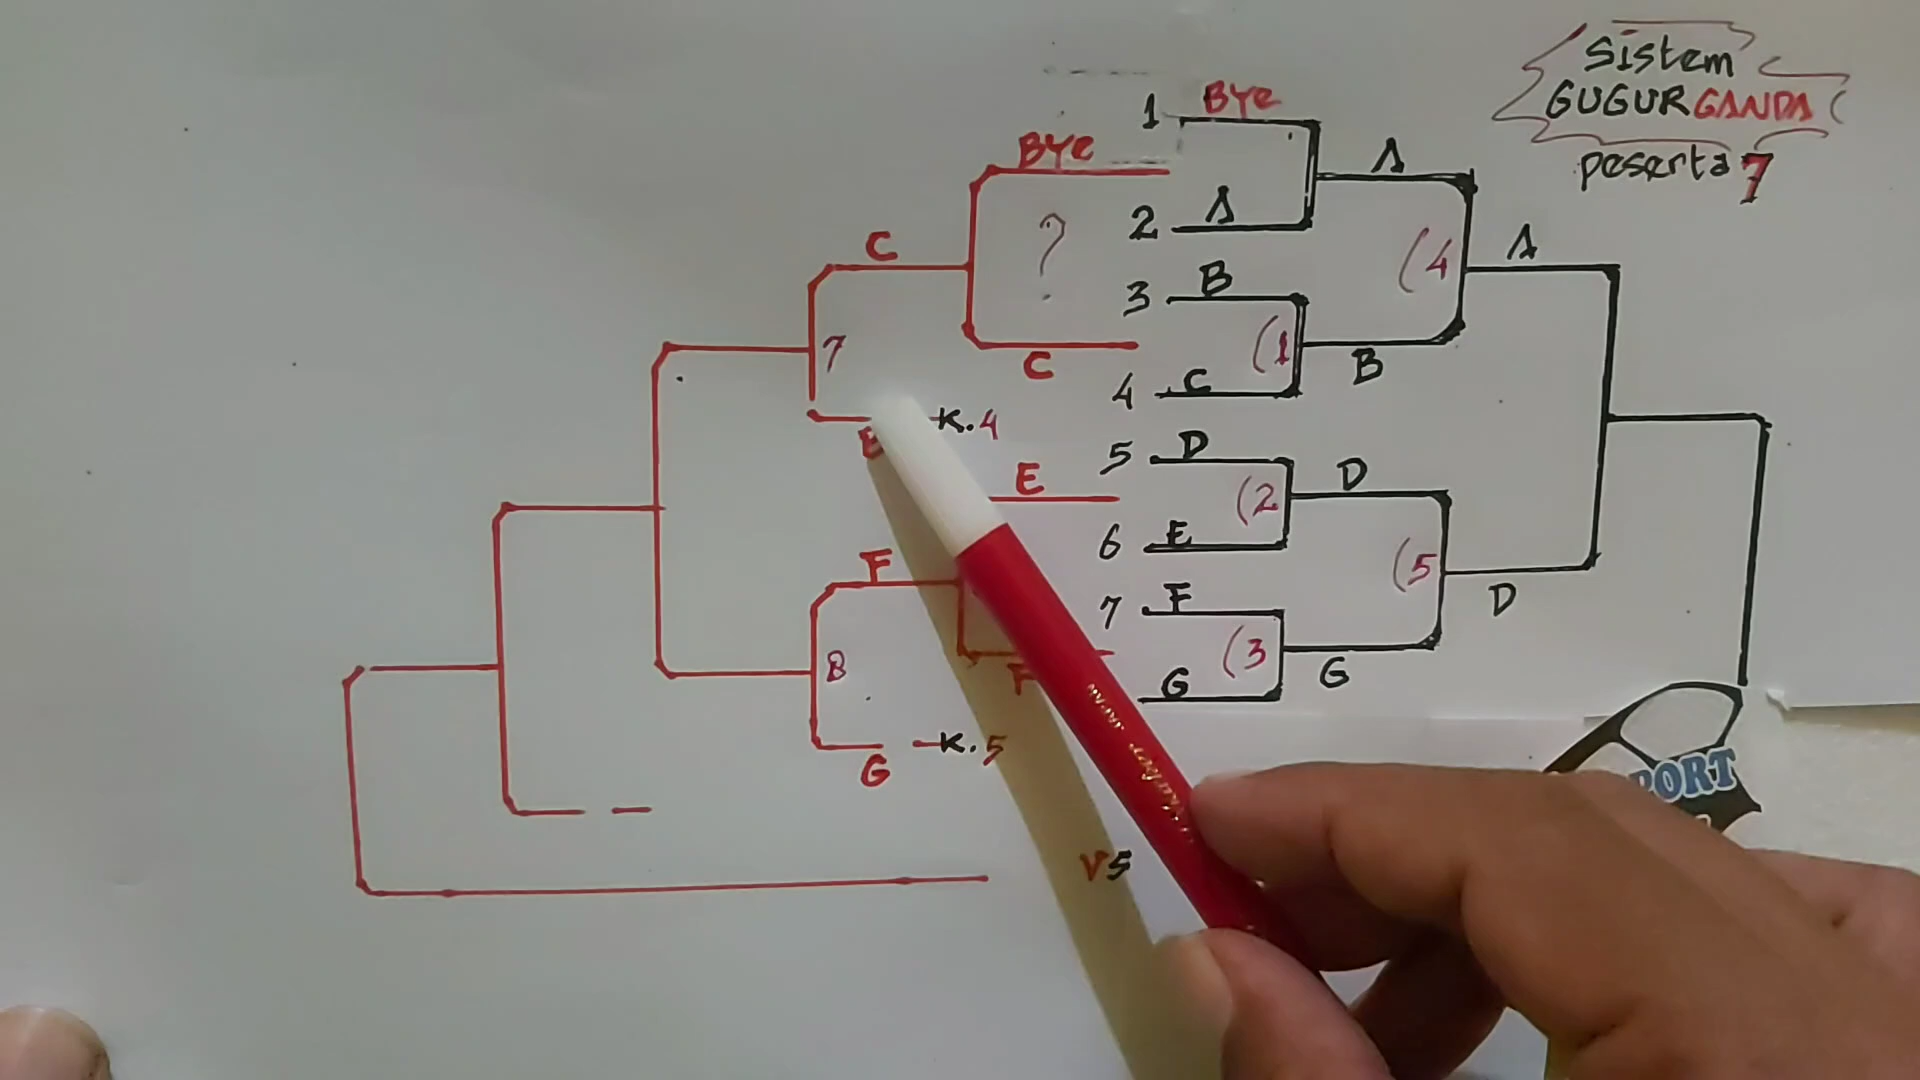 Sistem
GUGUR GANDA
peserta 7
1 Bye
2 A
3 B
4 C
5 D
6 E
7 F
G
A
B
D
G
(1
(2
(3
(4
(5
A
D
Bye
?
C
C
7
K.4
E
F
F
8
G
K.5
VS
PORT